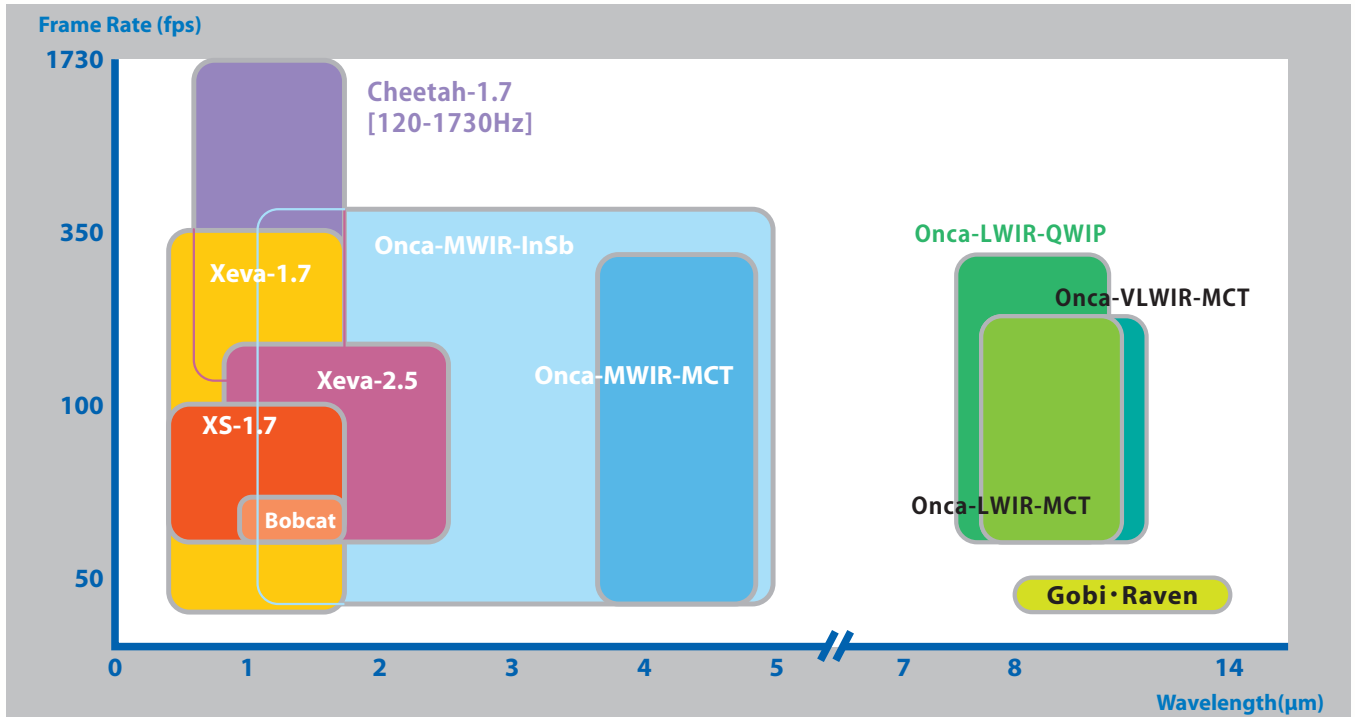 Frame Rate (fps)
1730
Cheetah-1.7
[120-1730Hz]
350
Onca-MWIR-InSb
Onca-LWIR-QWIP
Xeva-1.7
Onca-VLWIR-MCT
Xeva-2.5
Onca-MWIR-MCT
100
XS-1.7
Onca-LWIR-MCT
Bobcat
50
Gobi・Raven
0 1 2 3 4 5 7 8 14
Wavelength(μm)